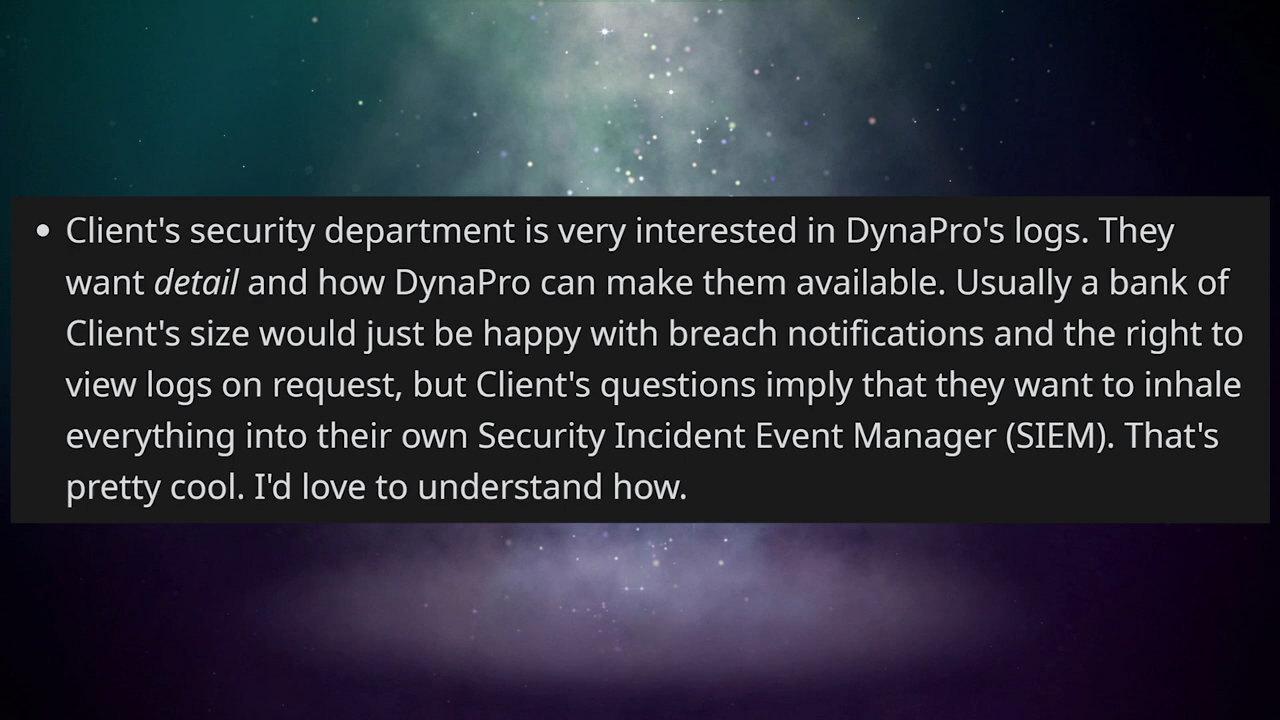 • Client's security department is very interested in DynaPro's logs. They
want detail and how DynaPro can make them available. Usually a bank of
Client's size would just be happy with breach notifications and the right to
view logs on request, but Client's questions imply that they want to inhale
everything into their own Security Incident Event Manager (SIEM). That's
pretty cool. I'd love to understand how.